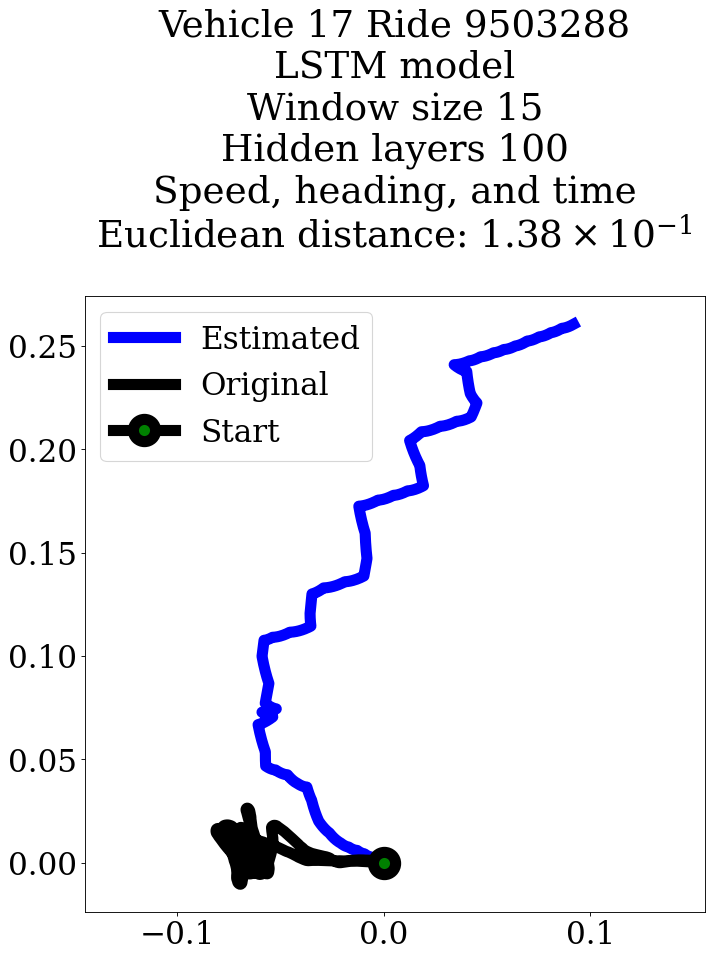 Vehicle 17 Ride 9503288
LSTM model
Window size 15
Hidden layers 100
Speed, heading, and time
Euclidean distance: 1.38 × 10⁻¹
Estimated
Original
Start
0.25
0.20
0.15
0.10
0.05
0.00
−0.1
0.0
0.1